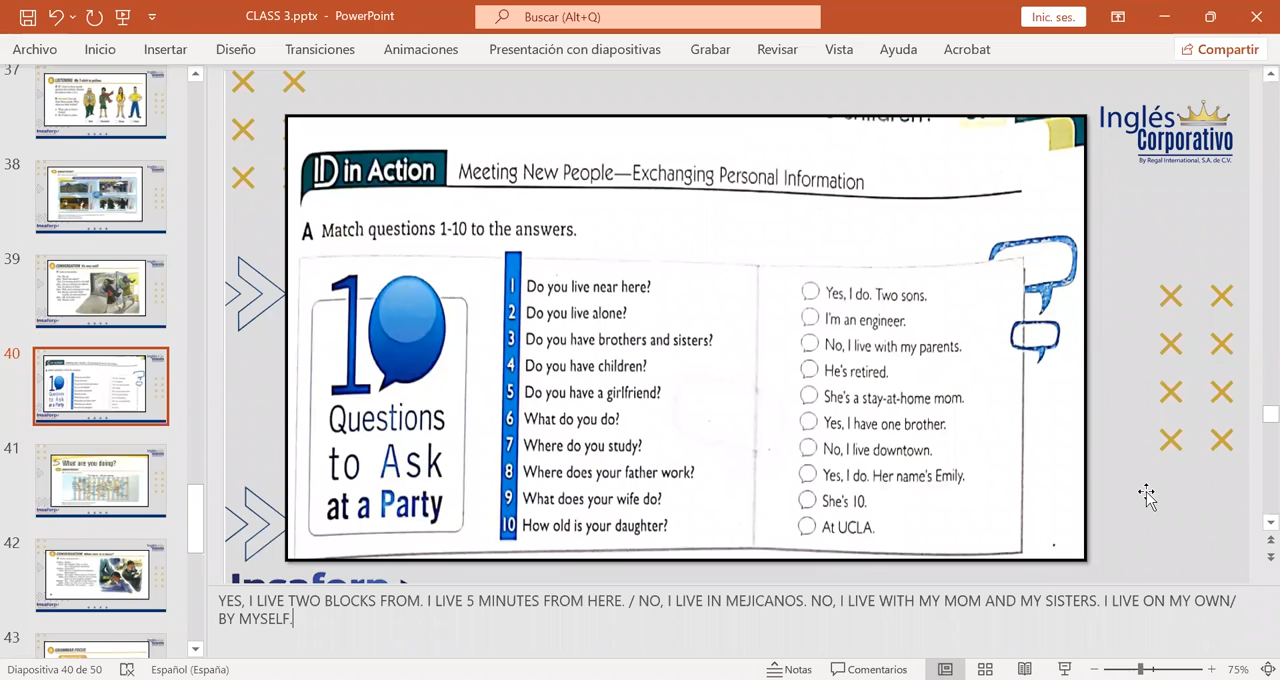 CLASS 3.pptx - PowerPoint
Buscar (Alt+Q)
Inic. ses.
Archivo Inicio Insertar Diseño Transiciones Animaciones Presentación con diapositivas Grabar Revisar Vista Ayuda Acrobat
Compartir
37
38
39
40
41
What are you doing?
42
43
Inglés
Corporativo
By Regal International, S.A. de C.V.
ID in Action Meeting New People—Exchanging Personal Information
A Match questions 1-10 to the answers.
10
Questions
to Ask
at a Party
1 Do you live near here?
2 Do you live alone?
3 Do you have brothers and sisters?
4 Do you have children?
5 Do you have a girlfriend?
6 What do you do?
7 Where do you study?
8 Where does your father work?
9 What does your wife do?
10 How old is your daughter?
Yes, I do. Two sons.
I'm an engineer.
No, I live with my parents.
He's retired.
She's a stay-at-home mom.
Yes, I have one brother.
No, I live downtown.
Yes, I do. Her name's Emily.
She's 10.
At UCLA.
YES, I LIVE TWO BLOCKS FROM. I LIVE 5 MINUTES FROM HERE. / NO, I LIVE IN MEJICANOS. NO, I LIVE WITH MY MOM AND MY SISTERS. I LIVE ON MY OWN/
BY MYSELF.
Diapositiva 40 de 50 Español (España) Notas Comentarios 75%